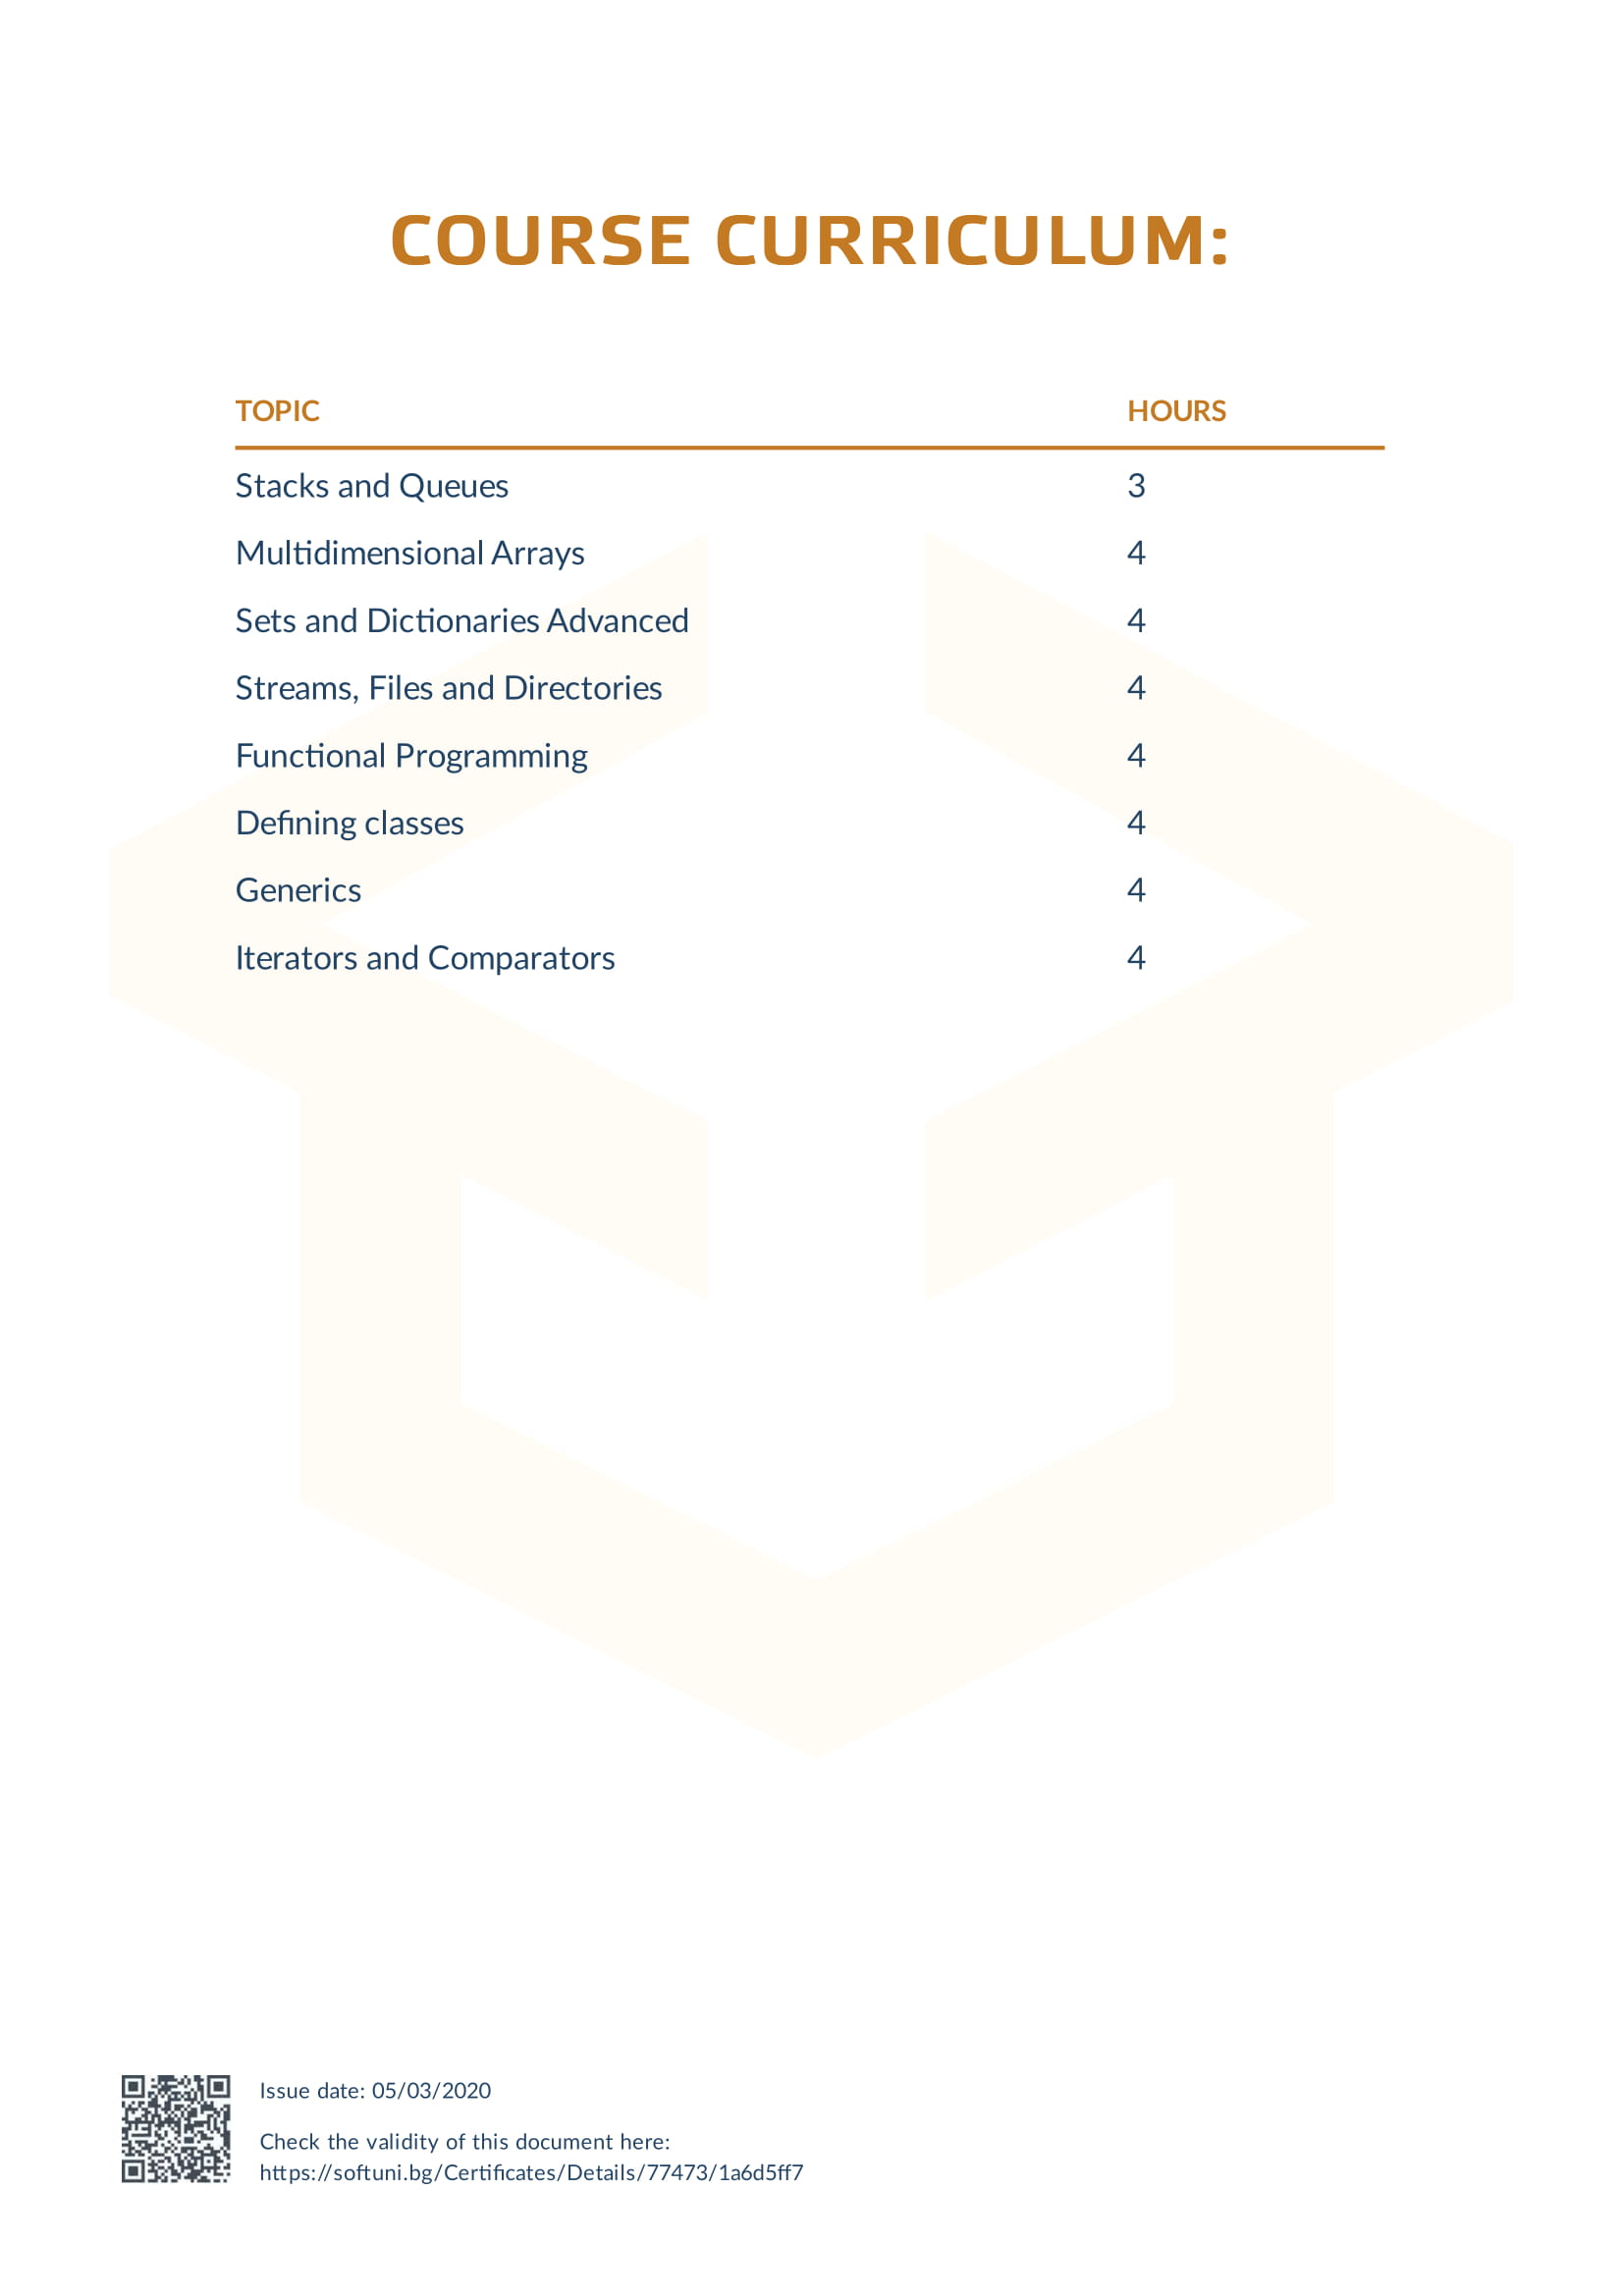 COURSE CURRICULUM:
TOPIC HOURS
Stacks and Queues 3
Multidimensional Arrays 4
Sets and Dictionaries Advanced 4
Streams, Files and Directories 4
Functional Programming 4
Defining classes 4
Generics 4
Iterators and Comparators 4
Issue date: 05/03/2020
Check the validity of this document here:
https://softuni.bg/Certificates/Details/77473/1a6d5ff7